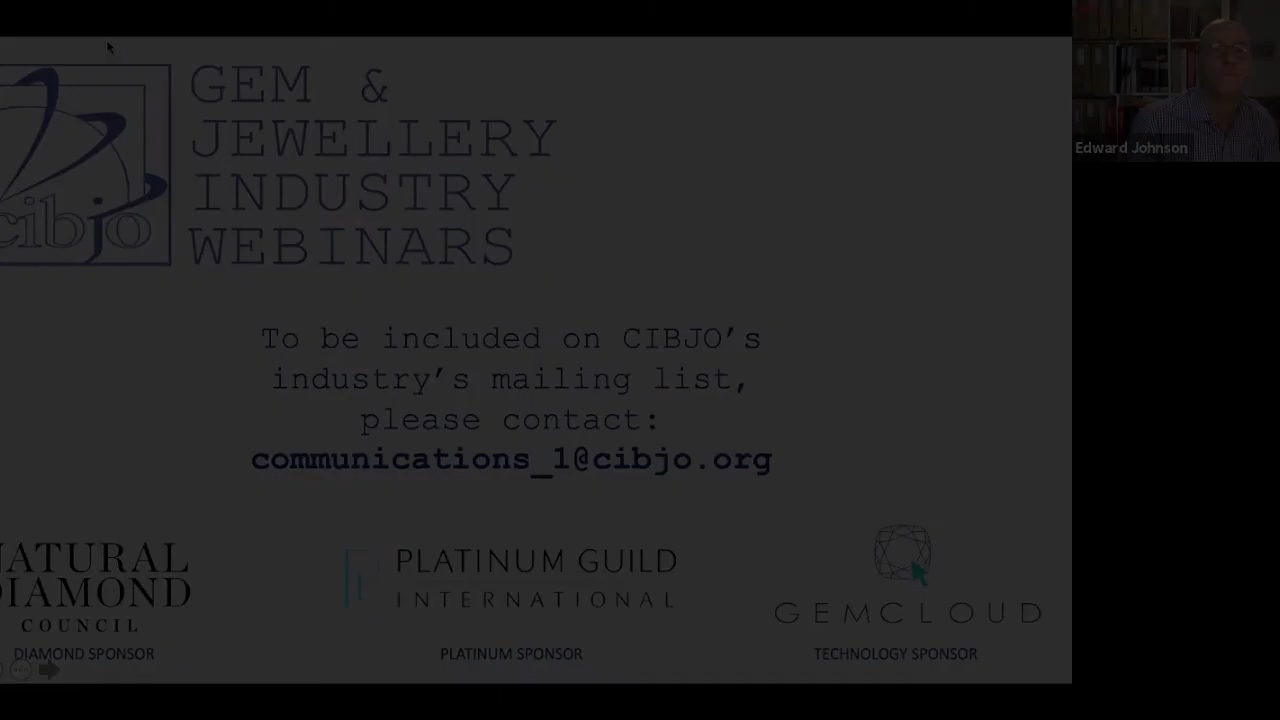 Edward Johnson
cibjo
GEM &
JEWELLERY
INDUSTRY
WEBINARS
To be included on CIBJO’s
industry’s mailing list,
please contact:
communications_1@cibjo.org
NATURAL
DIAMOND
COUNCIL
DIAMOND SPONSOR
PLATINUM GUILD
INTERNATIONAL
PLATINUM SPONSOR
GEMCLOUD
TECHNOLOGY SPONSOR